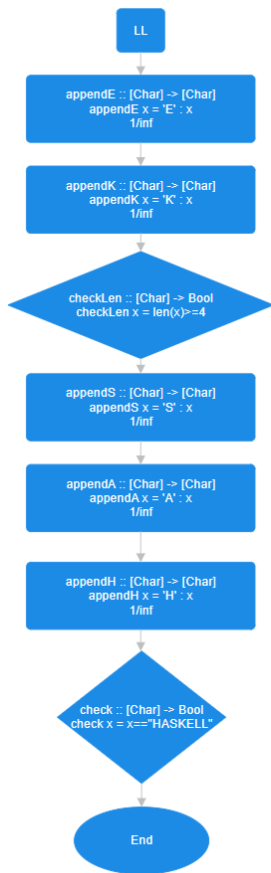 LL
appendE :: [Char] -> [Char]
appendE x = 'E' : x
1/inf
appendK :: [Char] -> [Char]
appendK x = 'K' : x
1/inf
checkLen :: [Char] -> Bool
checkLen x = len(x)>=4
appendS :: [Char] -> [Char]
appendS x = 'S' : x
1/inf
appendA :: [Char] -> [Char]
appendA x = 'A' : x
1/inf
appendH :: [Char] -> [Char]
appendH x = 'H' : x
1/inf
check :: [Char] -> Bool
check x = x=="HASKELL"
End